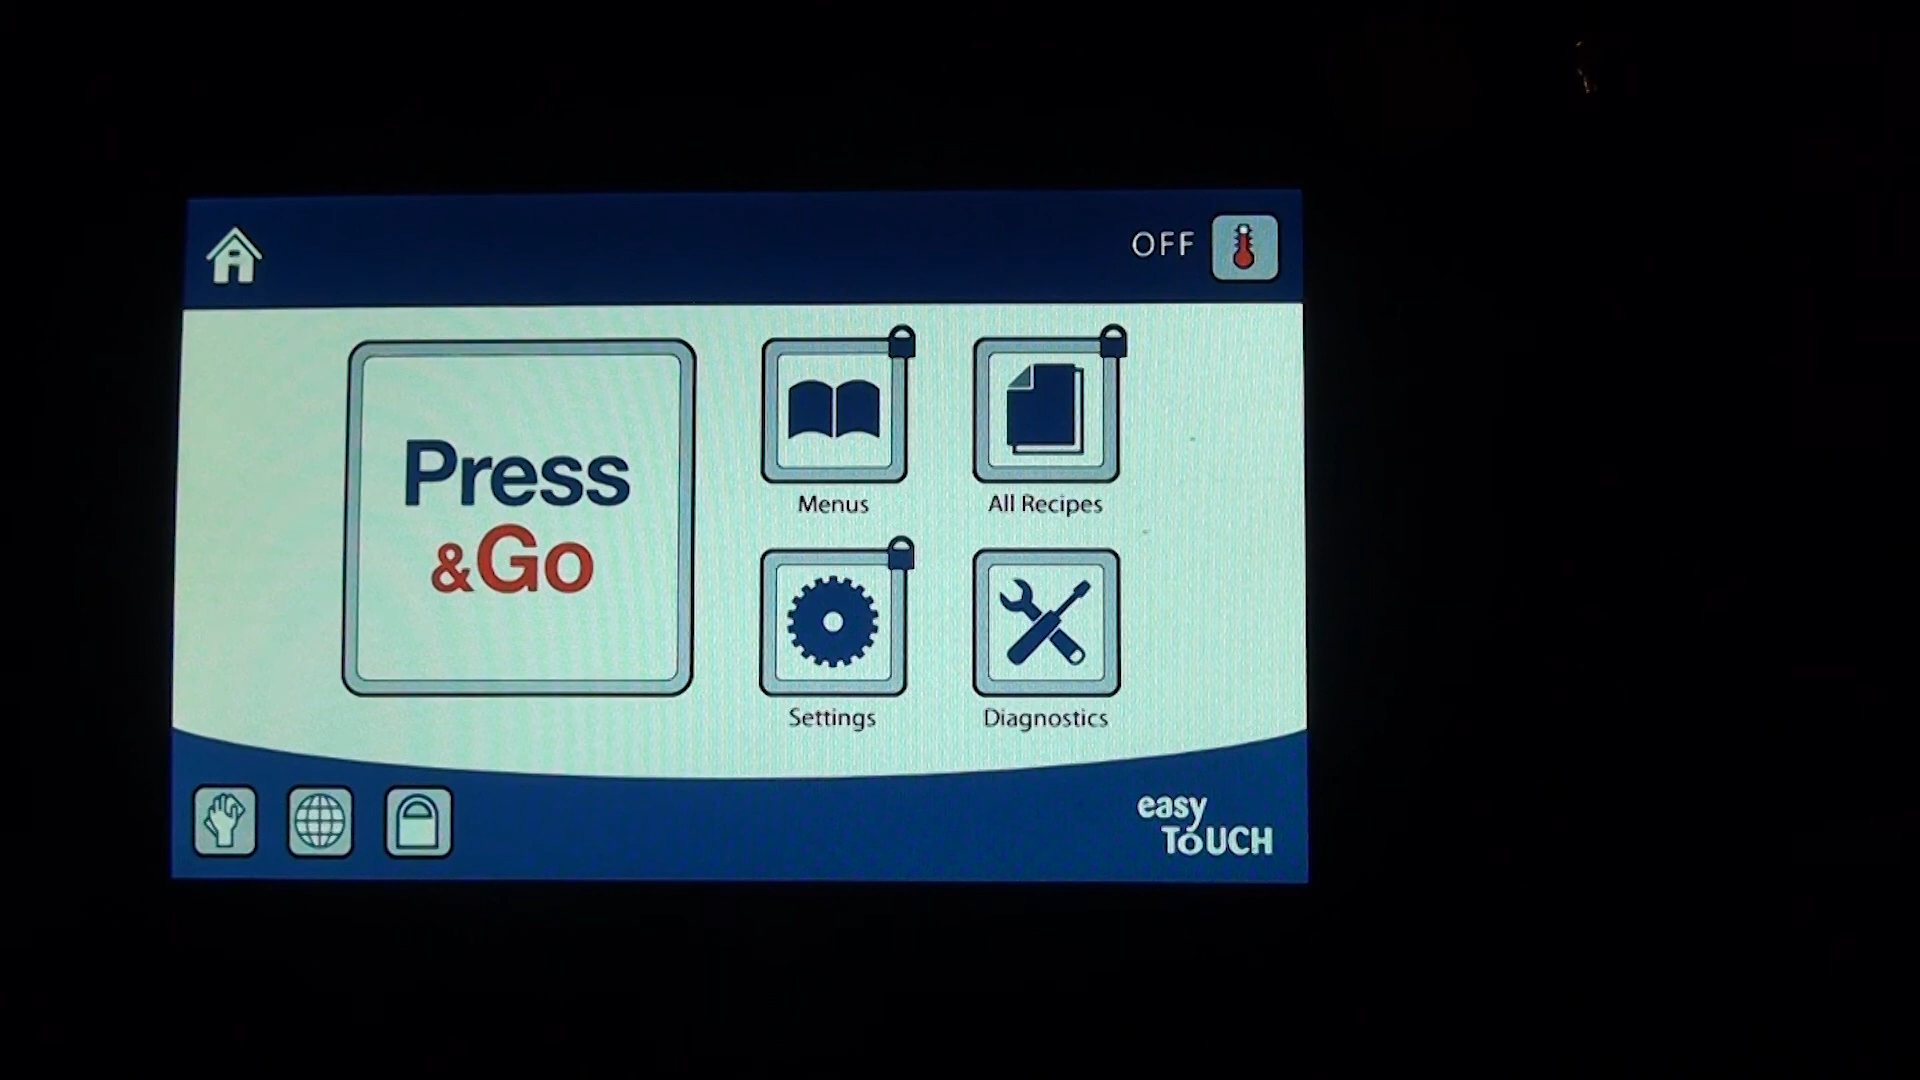 OFF
Press
&Go
Menus
All Recipes
Settings
Diagnostics
easy
ToUCH